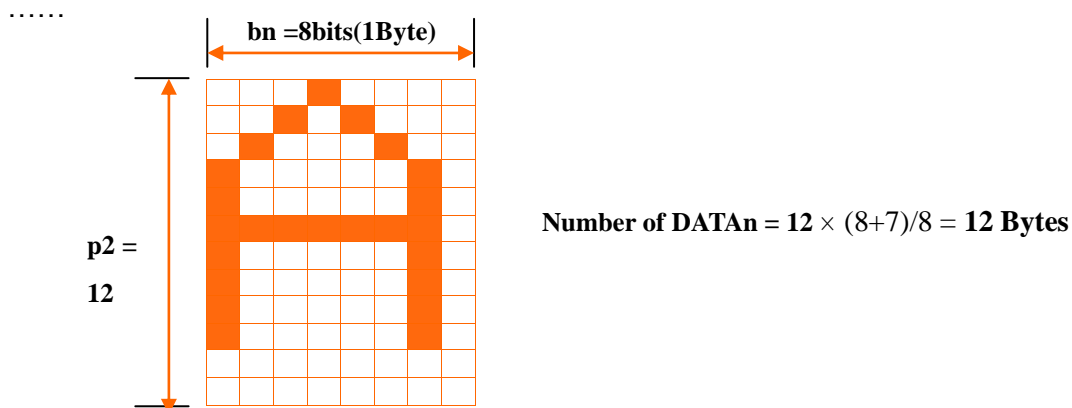 ......
bn =8bits(1Byte)
p2 =
12
Number of DATAn = 12 × (8+7)/8 = 12 Bytes